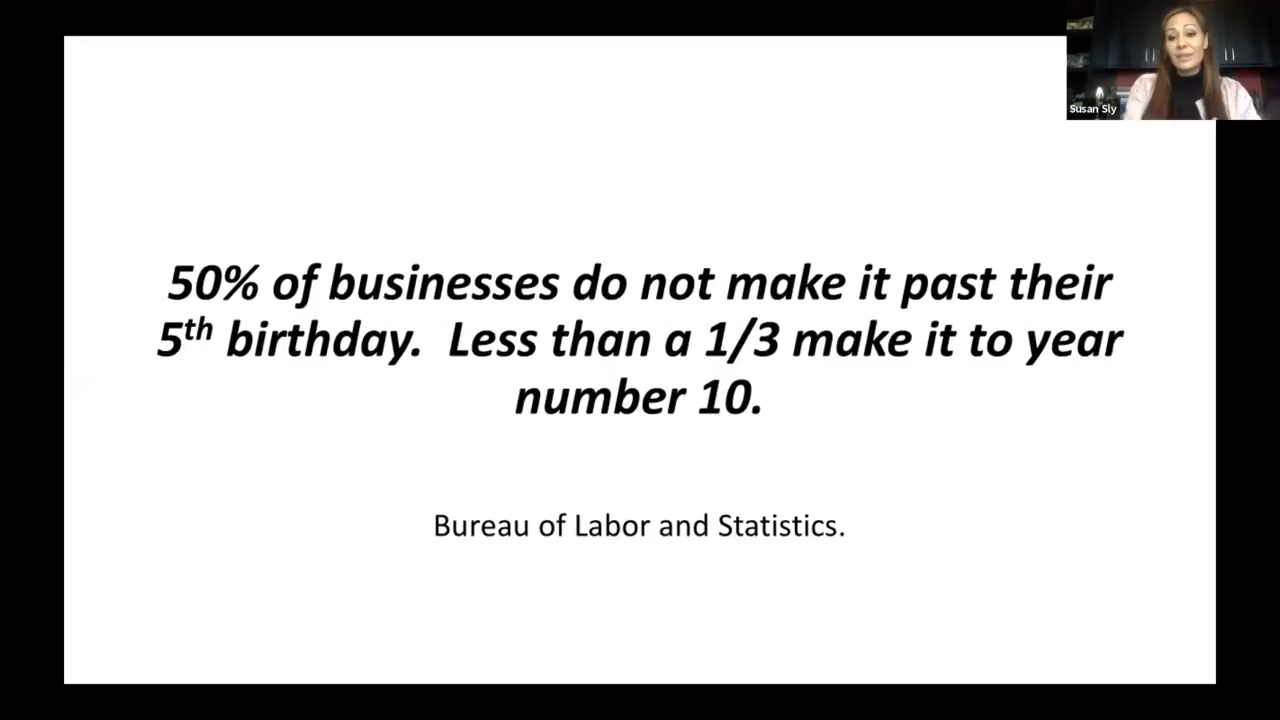 Susan Sly
50% of businesses do not make it past their
5th birthday.  Less than a 1/3 make it to year
number 10.
Bureau of Labor and Statistics.